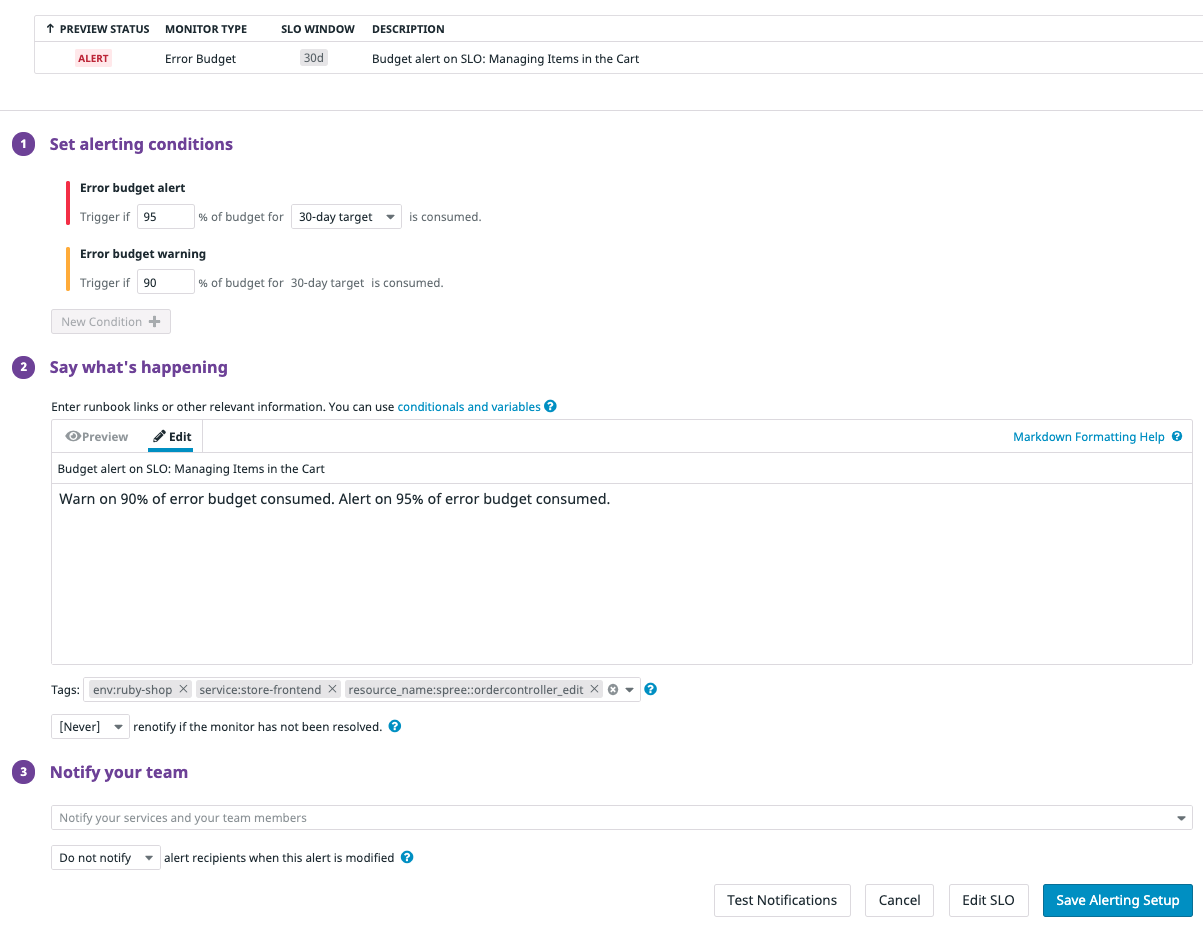 ↑ PREVIEW STATUS MONITOR TYPE SLO WINDOW DESCRIPTION
ALERT Error Budget 30d Budget alert on SLO: Managing Items in the Cart
1 Set alerting conditions
Error budget alert
Trigger if 95 % of budget for 30-day target is consumed.
Error budget warning
Trigger if 90 % of budget for 30-day target is consumed.
New Condition +
2 Say what's happening
Enter runbook links or other relevant information. You can use conditionals and variables ?
Preview Edit Markdown Formatting Help ?
Budget alert on SLO: Managing Items in the Cart
Warn on 90% of error budget consumed. Alert on 95% of error budget consumed.
Tags: env:ruby-shop × service:store-frontend × resource_name:spree::ordercontroller_edit × ?
[Never] renotify if the monitor has not been resolved. ?
3 Notify your team
Notify your services and your team members
Do not notify alert recipients when this alert is modified ?
Test Notifications Cancel Edit SLO Save Alerting Setup